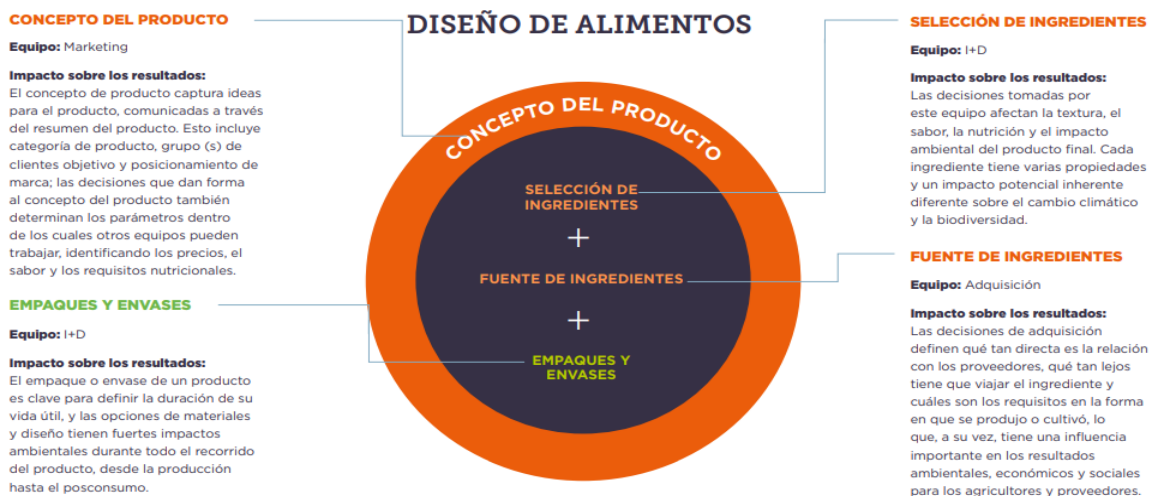 DISEÑO DE ALIMENTOS
CONCEPTO DEL PRODUCTO
Equipo: Marketing
Impacto sobre los resultados:
El concepto de producto captura ideas
para el producto, comunicadas a través
del resumen del producto. Esto incluye
categoría de producto, grupo (s) de
clientes objetivo y posicionamiento de
marca; las decisiones que dan forma
al concepto del producto también
determinan los parámetros dentro
de los cuales otros equipos pueden
trabajar, identificando los precios, el
sabor y los requisitos nutricionales.
EMPAQUES Y ENVASES
Equipo: I+D
Impacto sobre los resultados:
El empaque o envase de un producto
es clave para definir la duración de su
vida útil, y las opciones de materiales
y diseño tienen fuertes impactos
ambientales durante todo el recorrido
del producto, desde la producción
hasta el posconsumo.
CONCEPTO DEL PRODUCTO
SELECCIÓN DE
INGREDIENTES
+
FUENTE DE INGREDIENTES
+
EMPAQUES Y
ENVASES
SELECCIÓN DE INGREDIENTES
Equipo: I+D
Impacto sobre los resultados:
Las decisiones tomadas por
este equipo afectan la textura, el
sabor, la nutrición y el impacto
ambiental del producto final. Cada
ingrediente tiene varias propiedades
y un impacto potencial inherente
diferente sobre el cambio climático
y la biodiversidad.
FUENTE DE INGREDIENTES
Equipo: Adquisición
Impacto sobre los resultados:
Las decisiones de adquisición
definen qué tan directa es la relación
con los proveedores, qué tan lejos
tiene que viajar el ingrediente y
cuáles son los requisitos en la forma
en que se produjo o cultivó, lo
que, a su vez, tiene una influencia
importante en los resultados
ambientales, económicos y sociales
para los agricultores y proveedores.